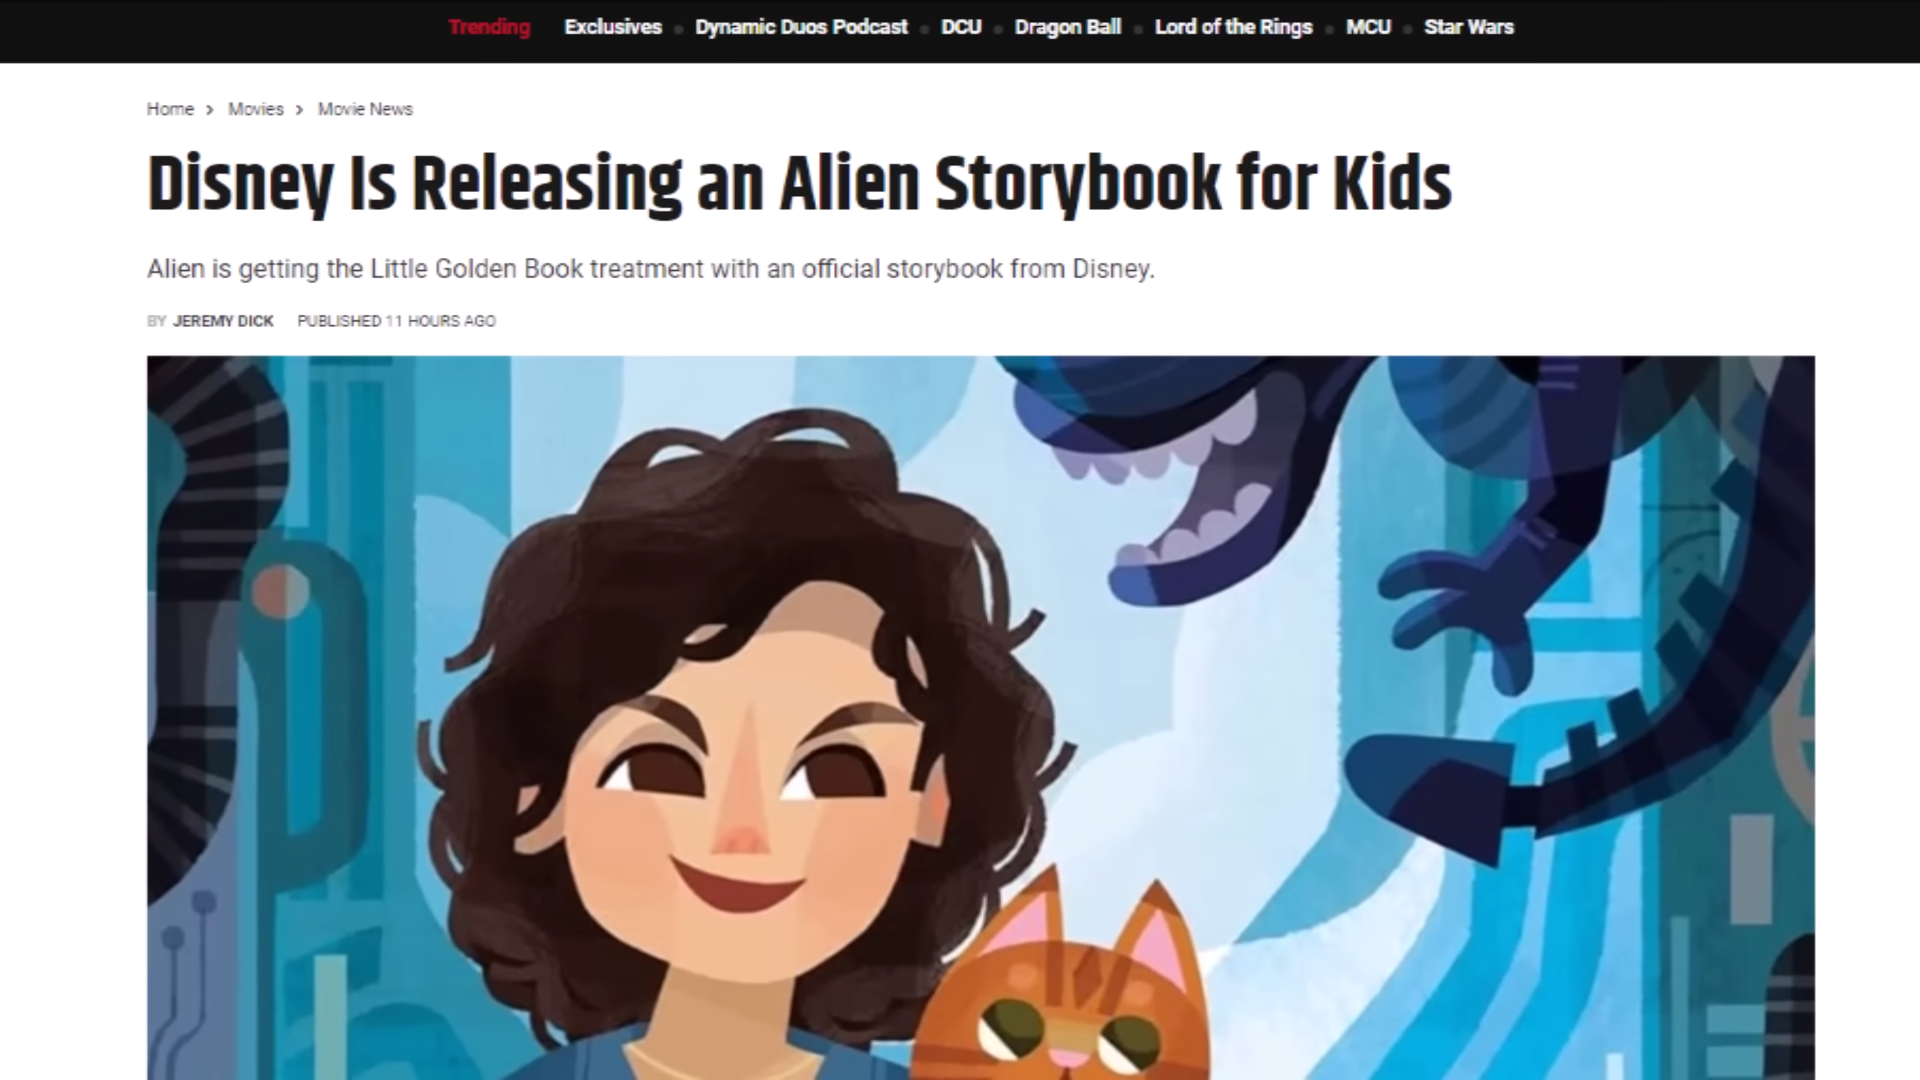 Trending Exclusives Dynamic Duos Podcast DCU Dragon Ball Lord of the Rings MCU Star Wars
Home > Movies > Movie News
Disney Is Releasing an Alien Storybook for Kids
Alien is getting the Little Golden Book treatment with an official storybook from Disney.
BY JEREMY DICK PUBLISHED 11 HOURS AGO